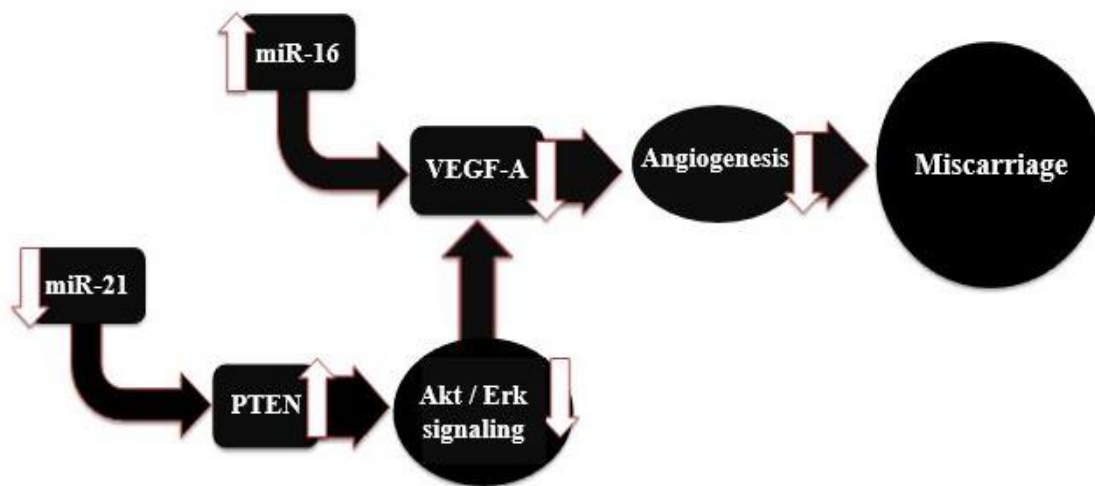 miR-16
VEGF-A
Angiogenesis
Miscarriage
miR-21
PTEN
Akt / Erk
signaling